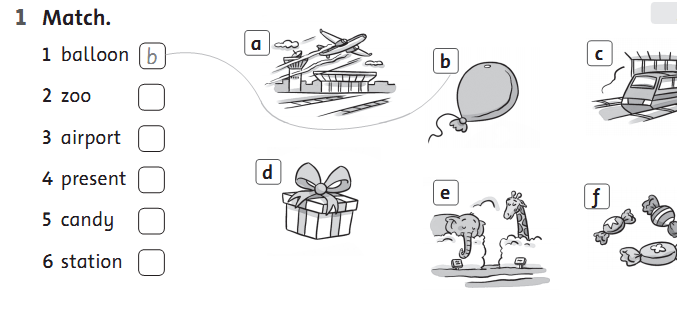 1 Match.
1 balloon b
2 zoo
3 airport
4 present
5 candy
6 station
a
b
c
d
e
f